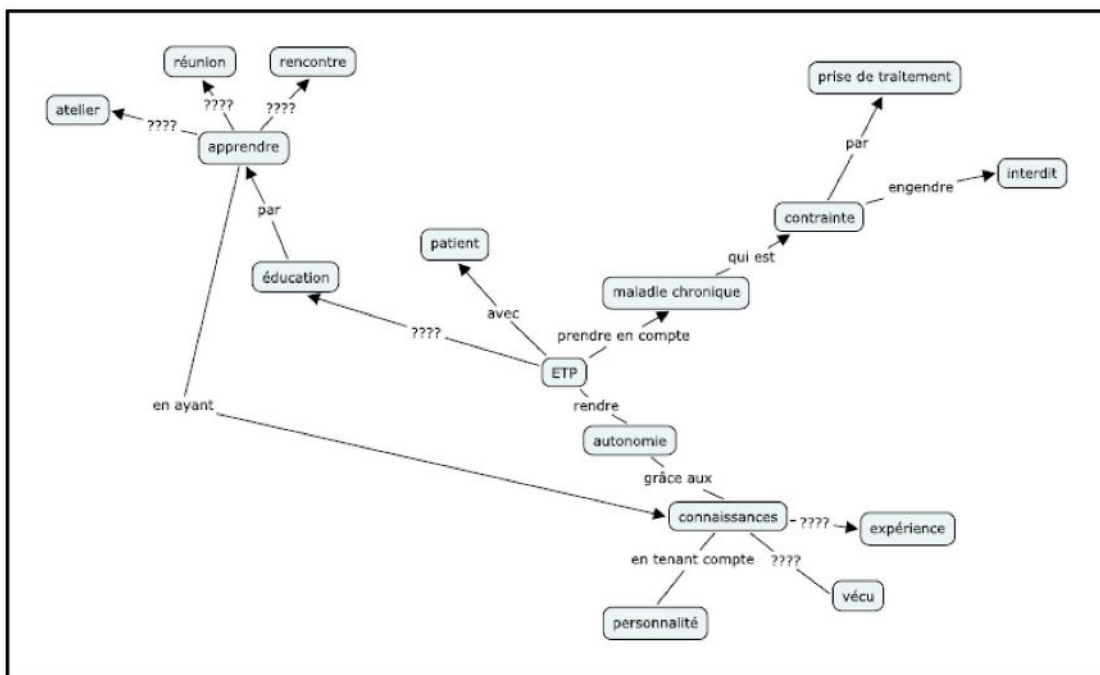 réunion
rencontre
prise de traitement
atelier
????
????
????
apprendre
par
interdit
engendre
contrainte
par
patient
qui est
éducation
maladie chronique
avec
????
prendre en compte
ETP
en ayant
rendre
autonomie
grâce aux
connaissances
????
expérience
en tenant compte
????
vécu
personnalité